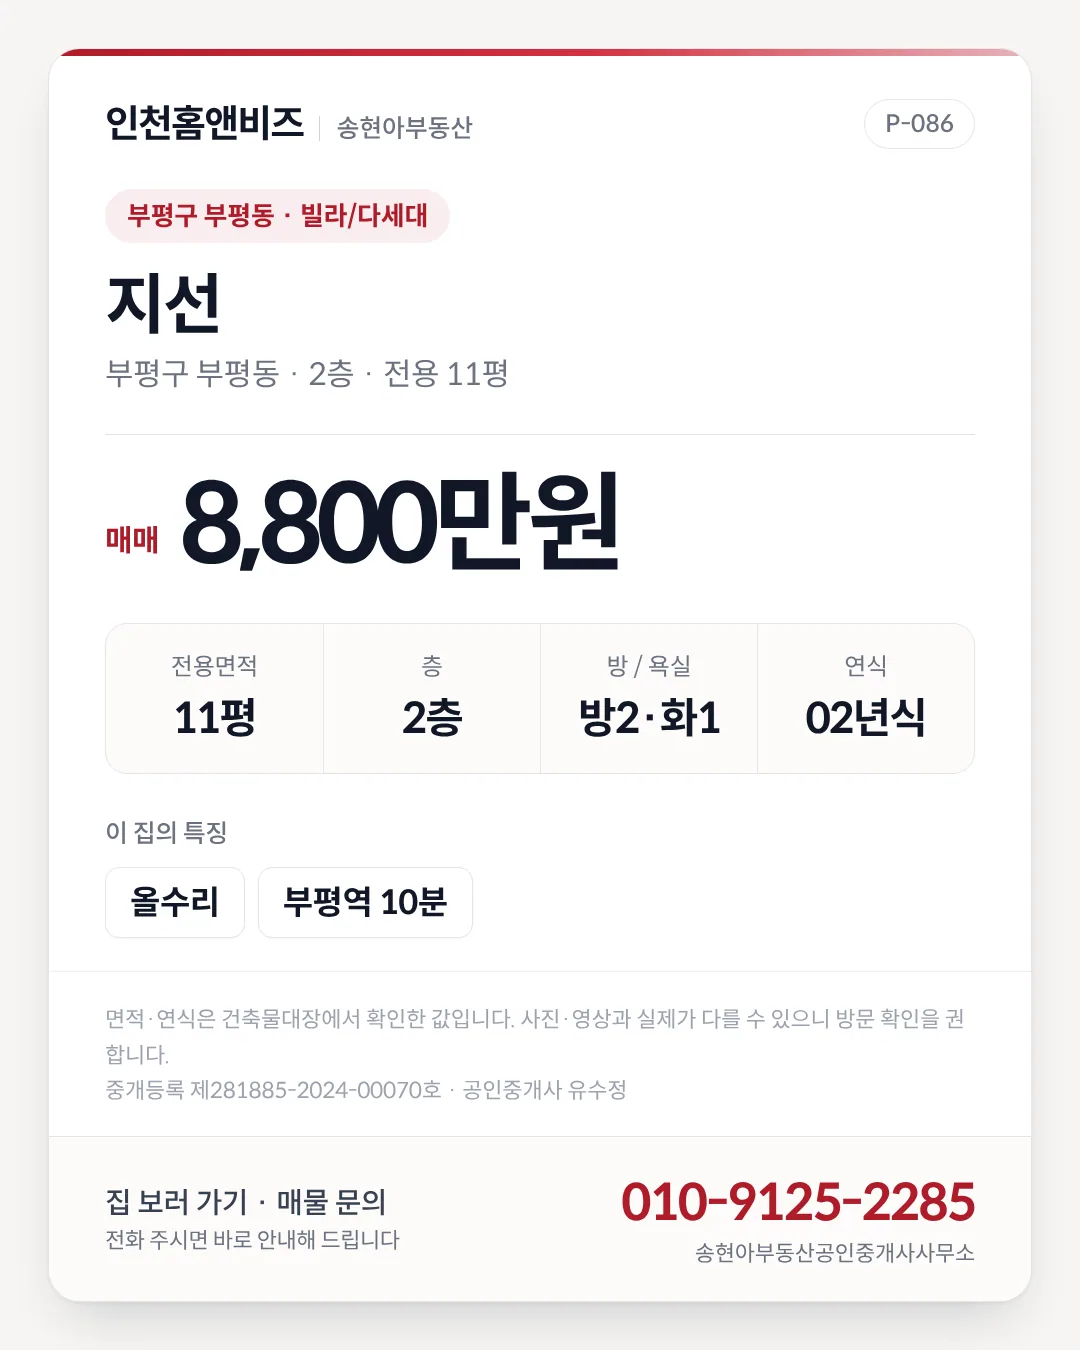 인천홈앤비즈 | 송현아부동산
P-086
부평구 부평동 · 빌라/다세대
지선
부평구 부평동 · 2층 · 전용 11평
매매 8,800만원
전용면적
11평
층
2층
방 / 욕실
방2·화1
연식
02년식
이 집의 특징
올수리
부평역 10분
면적·연식은 건축물대장에서 확인한 값입니다. 사진·영상과 실제가 다를 수 있으니 방문 확인을 권
합니다.
중개등록 제281885-2024-00070호 · 공인중개사 유수정
집 보러 가기 · 매물 문의
전화 주시면 바로 안내해 드립니다
010-9125-2285
송현아부동산공인중개사사무소